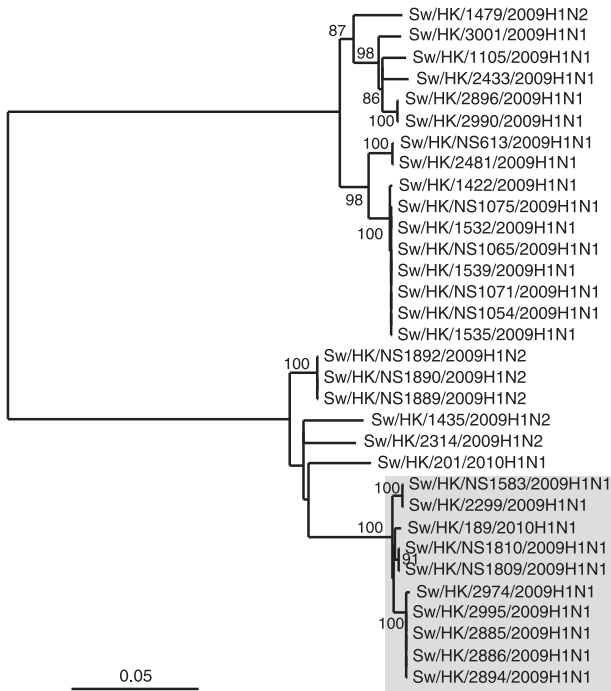 Sw/HK/1479/2009H1N2
87
Sw/HK/3001/2009H1N1
98
Sw/HK/1105/2009H1N1
Sw/HK/2433/2009H1N1
86
Sw/HK/2896/2009H1N1
100
Sw/HK/2990/2009H1N1
100
Sw/HK/NS613/2009H1N1
Sw/HK/2481/2009H1N1
98
Sw/HK/1422/2009H1N1
Sw/HK/NS1075/2009H1N1
100
Sw/HK/1532/2009H1N1
Sw/HK/NS1065/2009H1N1
Sw/HK/1539/2009H1N1
Sw/HK/NS1071/2009H1N1
Sw/HK/NS1054/2009H1N1
Sw/HK/1535/2009H1N1
100
Sw/HK/NS1892/2009H1N2
Sw/HK/NS1890/2009H1N2
Sw/HK/NS1889/2009H1N2
Sw/HK/1435/2009H1N2
Sw/HK/2314/2009H1N2
Sw/HK/201/2010H1N1
100
Sw/HK/NS1583/2009H1N1
Sw/HK/2299/2009H1N1
100
Sw/HK/189/2010H1N1
Sw/HK/NS1810/2009H1N1
91
Sw/HK/NS1809/2009H1N1
Sw/HK/2974/2009H1N1
Sw/HK/2995/2009H1N1
100
Sw/HK/2885/2009H1N1
Sw/HK/2886/2009H1N1
Sw/HK/2894/2009H1N1
0.05